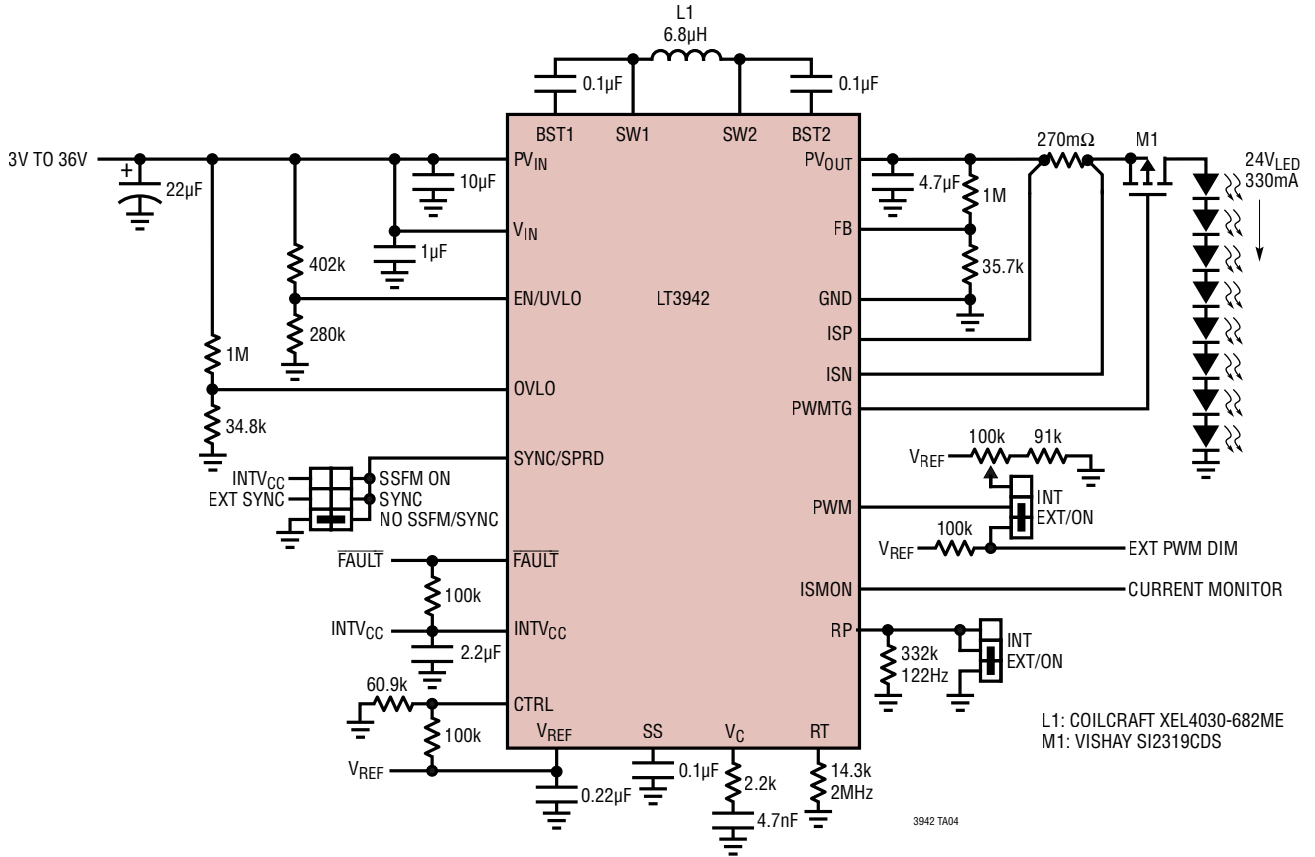 L1
6.8µH
0.1µF
0.1µF
BST1
SW1
SW2
BST2
3V TO 36V
PVIN
PVOUT
270mΩ
M1
24VLED
330mA
+
22µF
10µF
4.7µF
1M
VIN
FB
1µF
402k
35.7k
EN/UVLO
LT3942
GND
280k
ISP
1M
ISN
OVLO
PWMTG
34.8k
100k
91k
VREF
SYNC/SPRD
INTVCC
SSFM ON
EXT SYNC
SYNC
NO SSFM/SYNC
PWM
INT
EXT/ON
100k
VREF
EXT PWM DIM
FAULT
FAULT
100k
ISMON
CURRENT MONITOR
INTVCC
INTVCC
RP
INT
EXT/ON
2.2µF
332k
122Hz
60.9k
CTRL
100k
VREF
SS
VC
RT
L1: COILCRAFT XEL4030-682ME
M1: VISHAY SI2319CDS
VREF
0.22µF
0.1µF
2.2k
14.3k
2MHz
4.7nF
3942 TA04